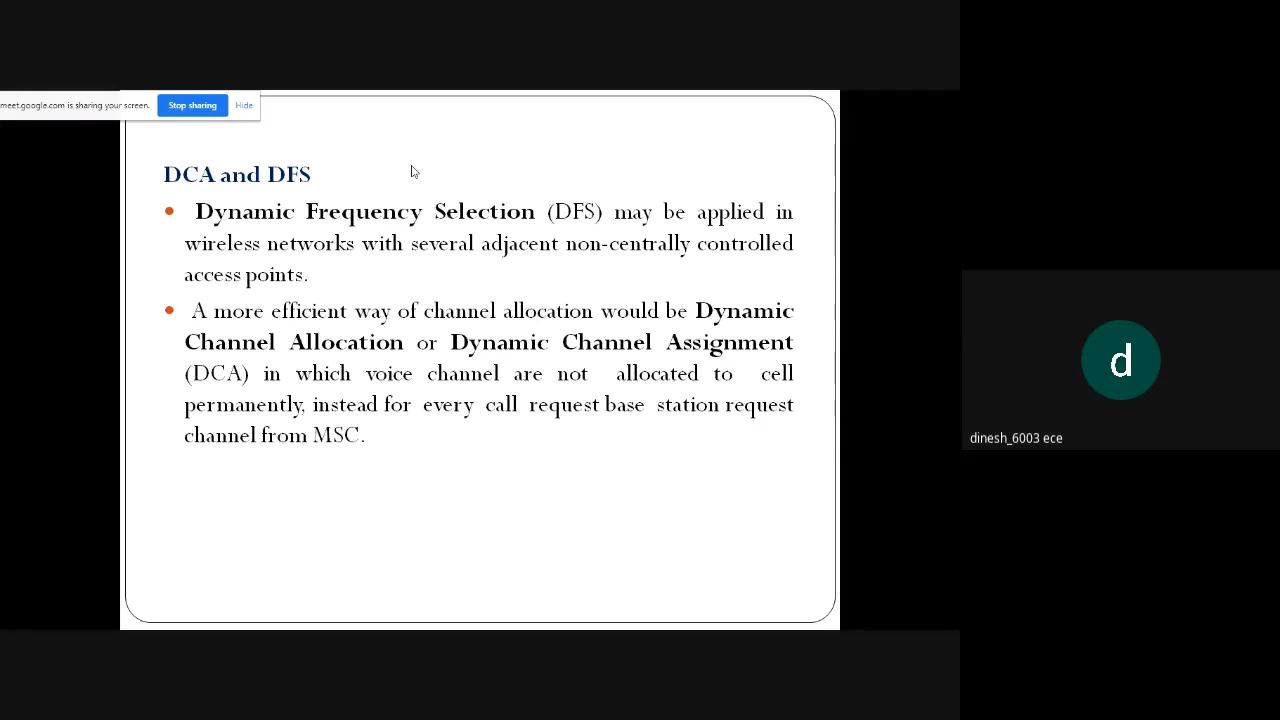 meet.google.com is sharing your screen. Stop sharing Hide
DCA and DFS
Dynamic Frequency Selection (DFS) may be applied in
wireless networks with several adjacent non-centrally controlled
access points.
A more efficient way of channel allocation would be Dynamic
Channel Allocation or Dynamic Channel Assignment
(DCA) in which voice channel are not allocated to cell
permanently, instead for every call request base station request
channel from MSC.
d
dinesh_6003 ece